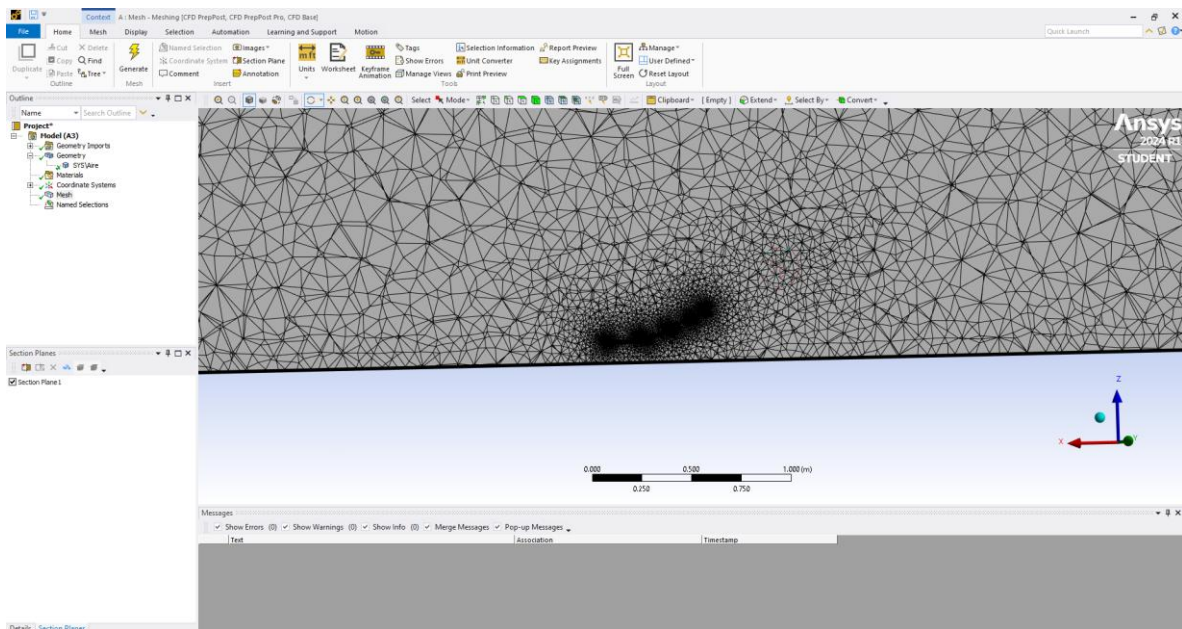 Context A : Mesh - Meshing [CFD PrepPost, CFD PrepPost Pro, CFD Base]
File Home Mesh Display Selection Automation Learning and Support Motion Quick Launch
Duplicate Cut Copy Paste Delete Find Tree
Outline
Generate
Mesh
Named Selection Coordinate System Comment Images Section Plane Annotation
Insert
Units Worksheet Keyframe Animation Tags Show Errors Manage Views Selection Information Unit Converter Print Preview Report Preview Key Assignments
Tools
Full Screen Manage User Defined Reset Layout
Layout
Outline
Name Search Outline
Select Mode Clipboard [ Empty ] Extend Select By Convert
Project*
Model (A3)
Geometry Imports
Geometry
SYS\Aire
Materials
Coordinate Systems
Mesh
Named Selections
Ansys
2024 R1
STUDENT
Section Planes
Section Plane 1
Z
X
Y
0.000 0.500 1.000 (m)
0.250 0.750
Messages
Show Errors (0) Show Warnings (0) Show Info (0) Merge Messages Pop-up Messages
Text Association Timestamp
Details Section Planes